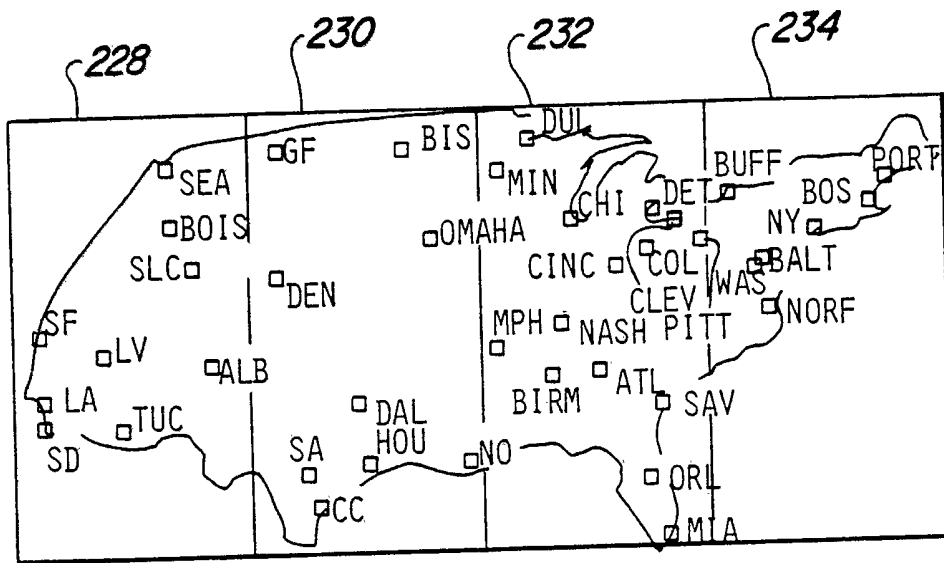 228
230
232
234
DUL
GF
BIS
BUFF
PORT
SEA
MIN
DET
BOS
CHI
BOIS
NY
OMAHA
SLC
CINC
COL
WAS
BALT
DEN
CLEV
NORF
SF
MPH
NASH
PITT
LV
ALB
ATL
BIRM
LA
TUC
DAL
SAV
SD
HOU
SA
NO
ORL
CC
MIA